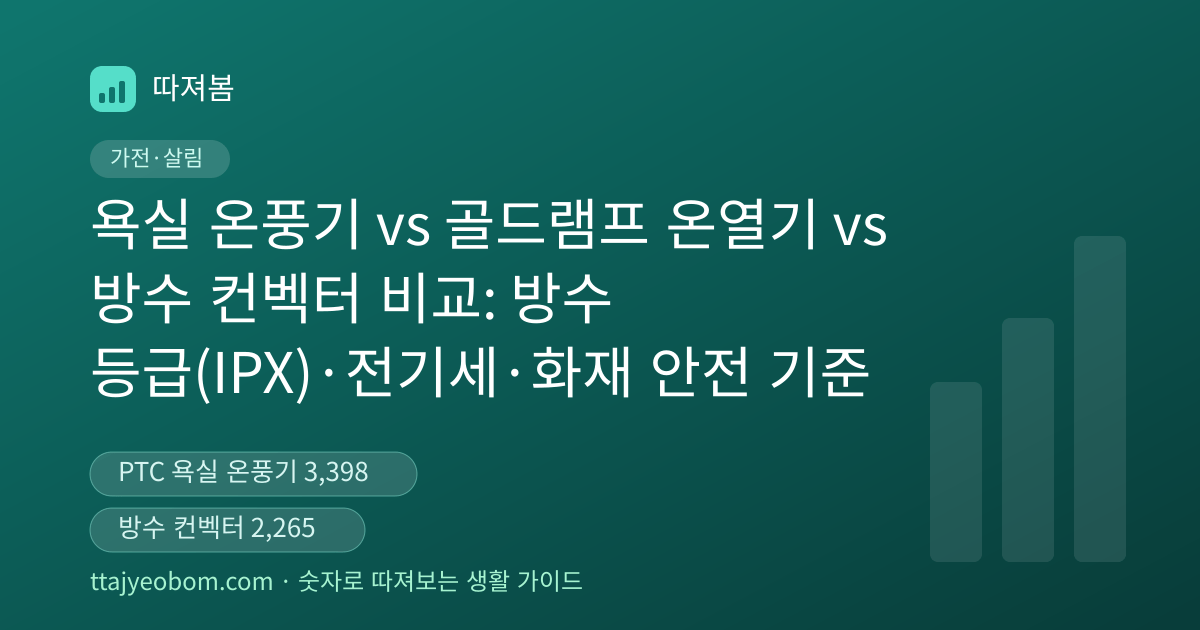 따져봄
가전·살림
욕실 온풍기 vs 골드램프 온열기 vs
방수 컨벡터 비교: 방수
등급(IPX)·전기세·화재 안전 기준
PTC 욕실 온풍기 3,398
방수 컨벡터 2,265
ttajyeobom.com · 숫자로 따져보는 생활 가이드